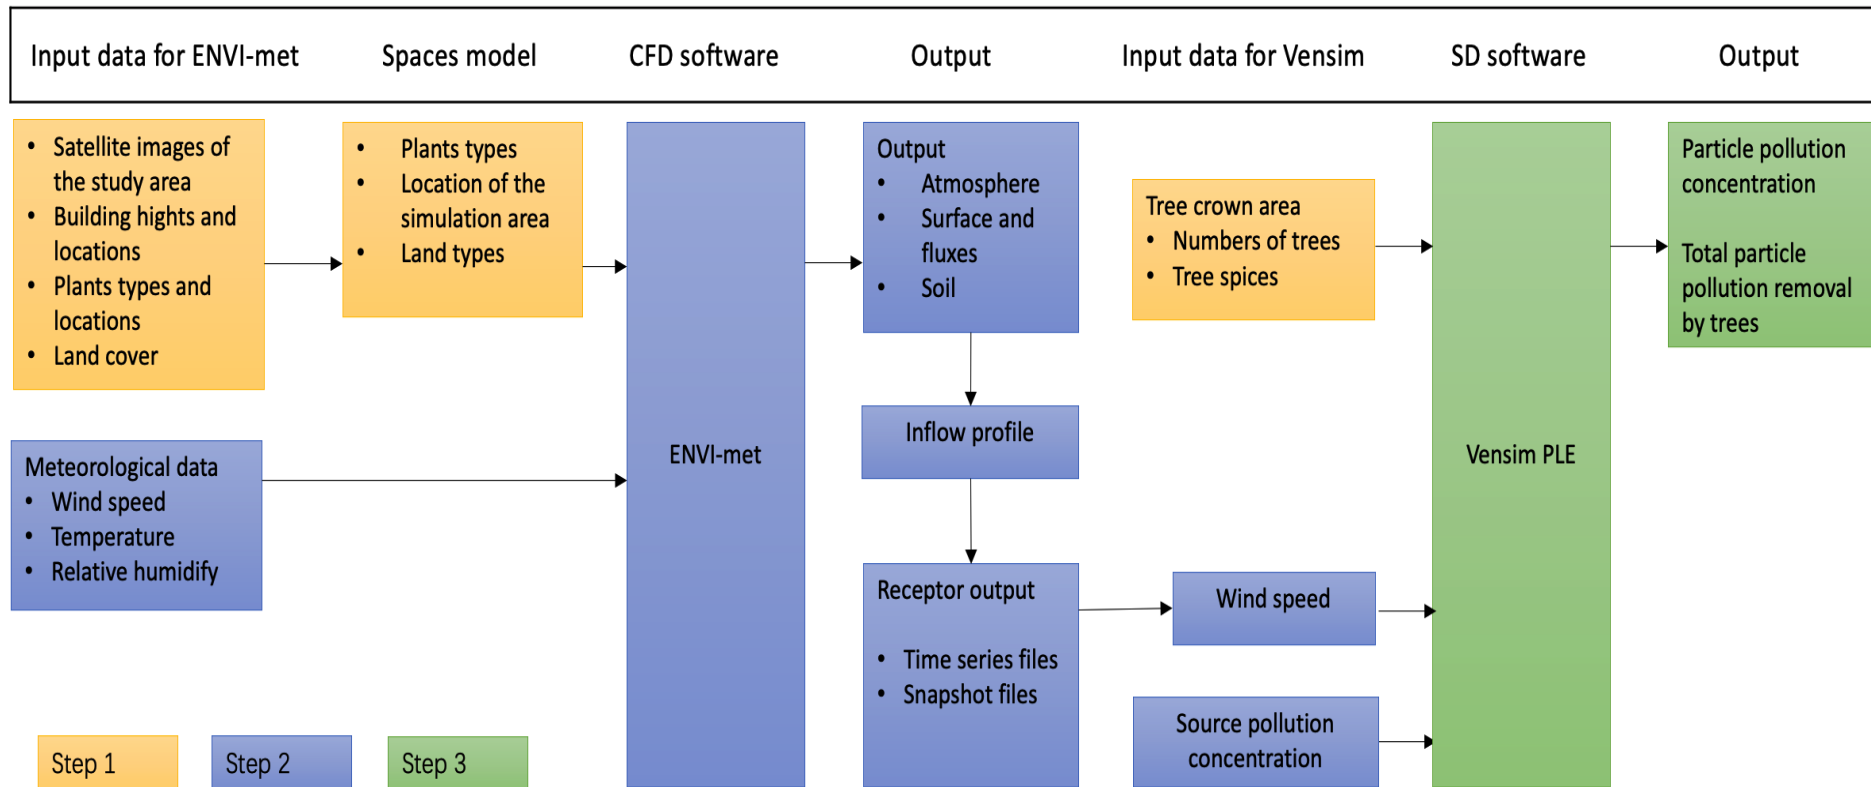 Input data for ENVI-met
Spaces model
CFD software
Output
Input data for Vensim
SD software
Output
• Satellite images of
the study area
• Building hights and
locations
• Plants types and
locations
• Land cover
• Plants types
• Location of the
simulation area
• Land types
ENVI-met
Output
• Atmosphere
• Surface and
fluxes
• Soil
Tree crown area
• Numbers of trees
• Tree spices
Vensim PLE
Particle pollution
concentration
Total particle
pollution removal
by trees
Meteorological data
• Wind speed
• Temperature
• Relative humidify
Inflow profile
Receptor output
• Time series files
• Snapshot files
Wind speed
Source pollution
concentration
Step 1
Step 2
Step 3